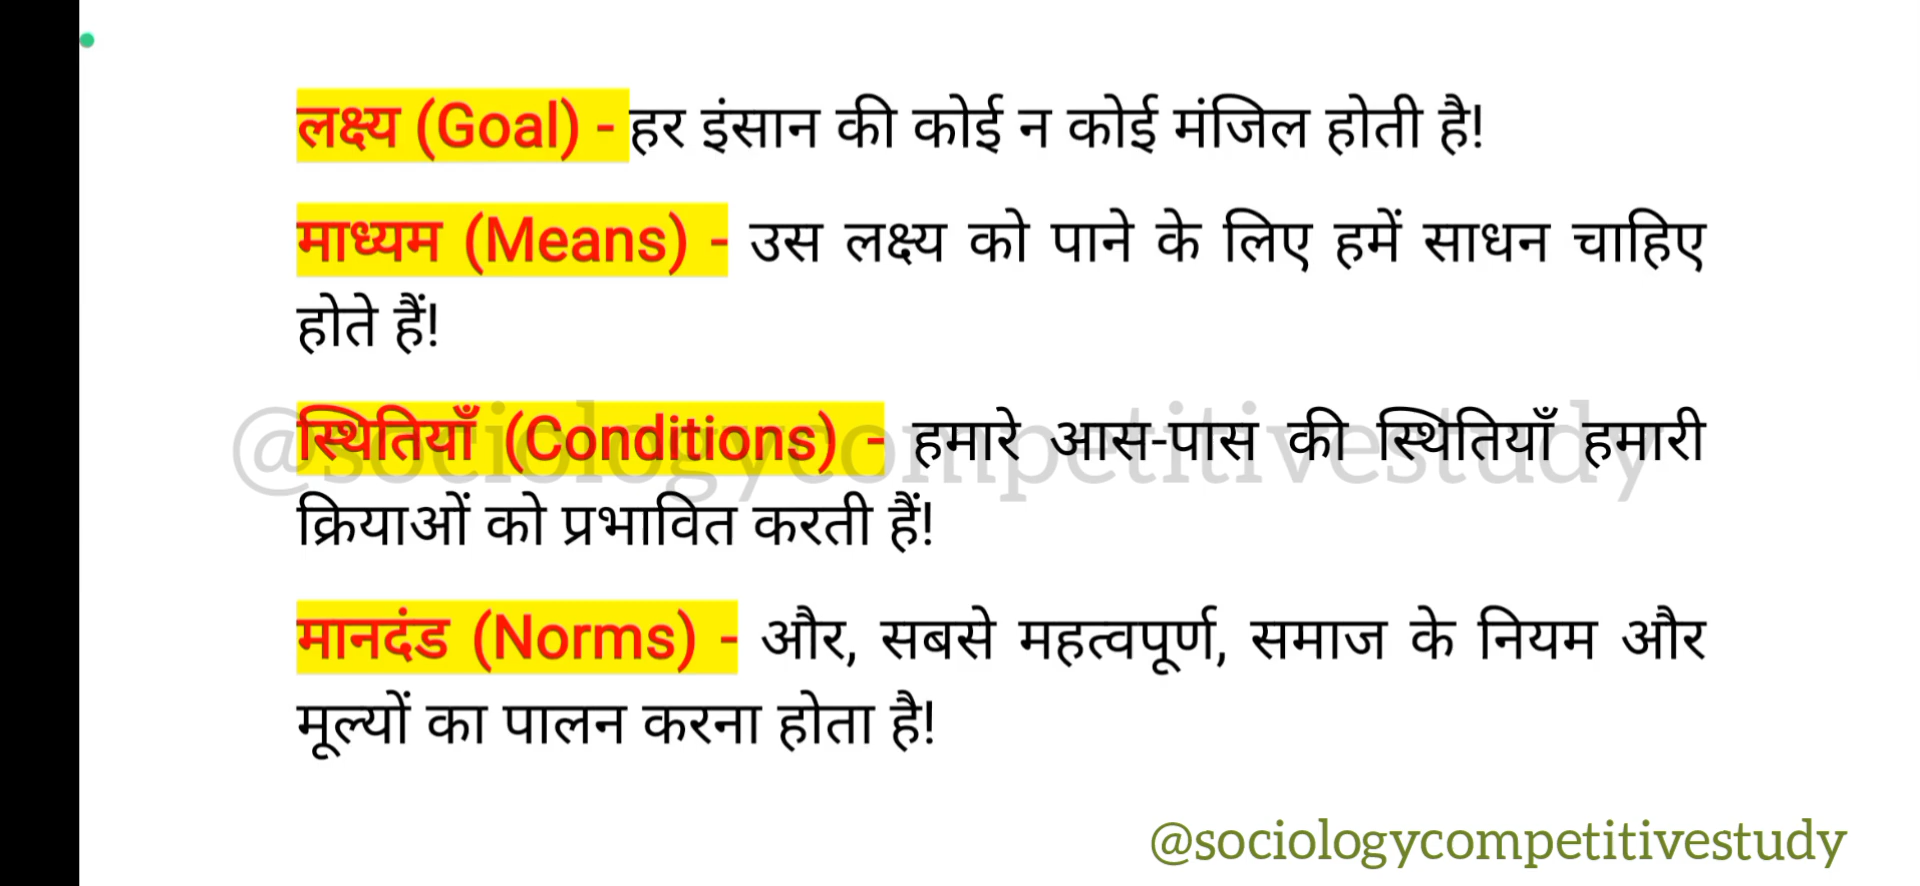 लक्ष्य (Goal) - हर इंसान की कोई न कोई मंजिल होती है!
माध्यम (Means) - उस लक्ष्य को पाने के लिए हमें साधन चाहिए
होते हैं!
स्थितियाँ (Conditions) - हमारे आस-पास की स्थितियाँ हमारी
@sociologycompetitivestudy
क्रियाओं को प्रभावित करती हैं!
मानदंड (Norms) - और, सबसे महत्वपूर्ण, समाज के नियम और
मूल्यों का पालन करना होता है!
@sociologycompetitivestudy